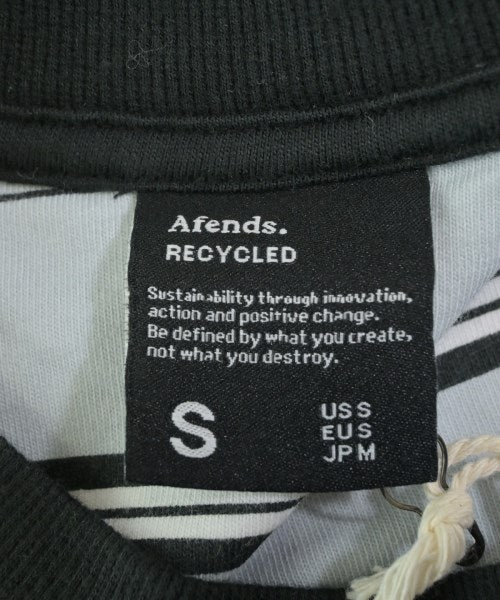 Afends.
RECYCLED
Sustainability through innovation,
action and positive change.
Be defined by what you create,
not what you destroy.
S
US S
EU S
JP M